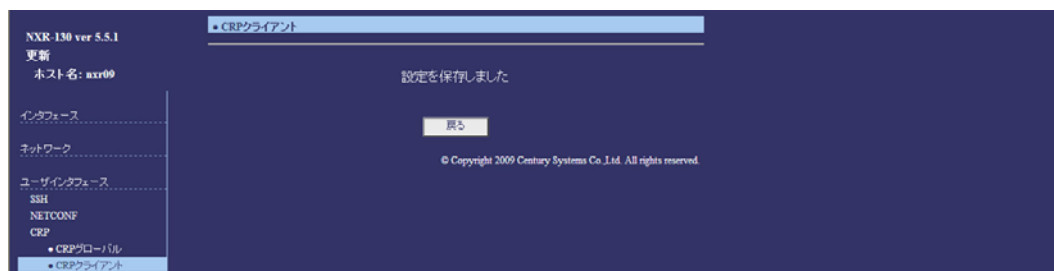 NXR-130 ver 5.5.1
更新
ホスト名: nxr09
インタフェース
ネットワーク
ユーザインタフェース
SSH
NETCONF
CRP
•CRPグローバル
•CRPクライアント
•CRPクライアント
設定を保存しました
戻る
© Copyright 2009 Century Systems Co.,Ltd. All rights reserved.